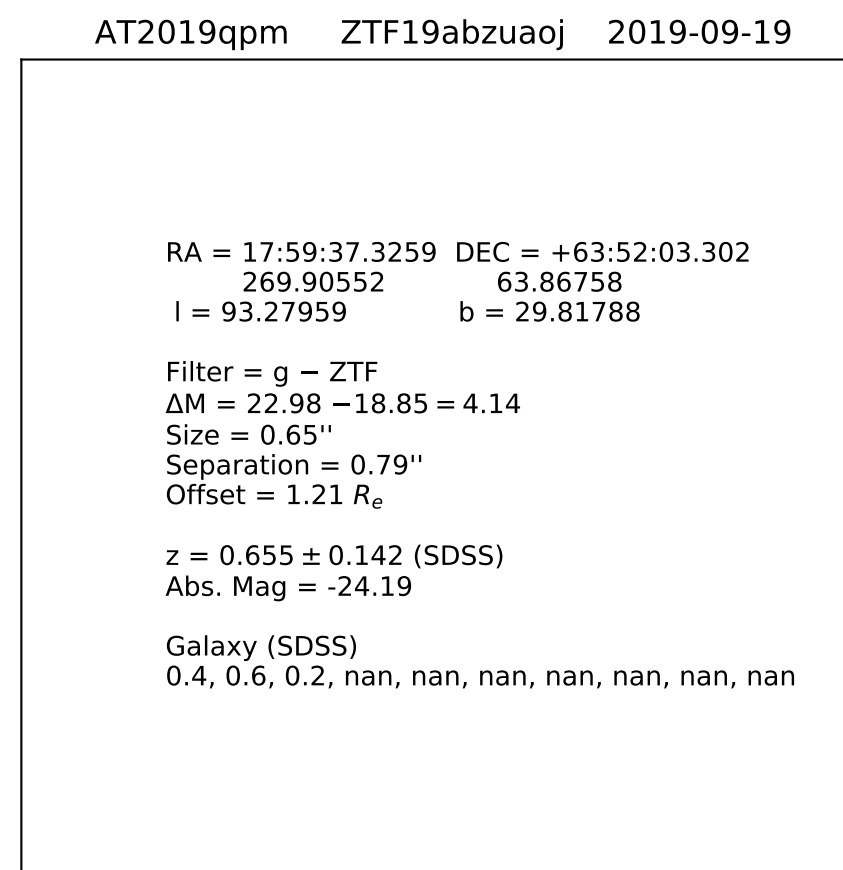 AT2019qpm ZTF19abzuaoj 2019-09-19
RA = 17:59:37.3259 DEC = +63:52:03.302
269.90552 63.86758
l = 93.27959 b = 29.81788
Filter = g − ZTF
ΔM = 22.98 −18.85 = 4.14
Size = 0.65''
Separation = 0.79''
Offset = 1.21 Rₑ
z = 0.655 ± 0.142 (SDSS)
Abs. Mag = -24.19
Galaxy (SDSS)
0.4, 0.6, 0.2, nan, nan, nan, nan, nan, nan, nan